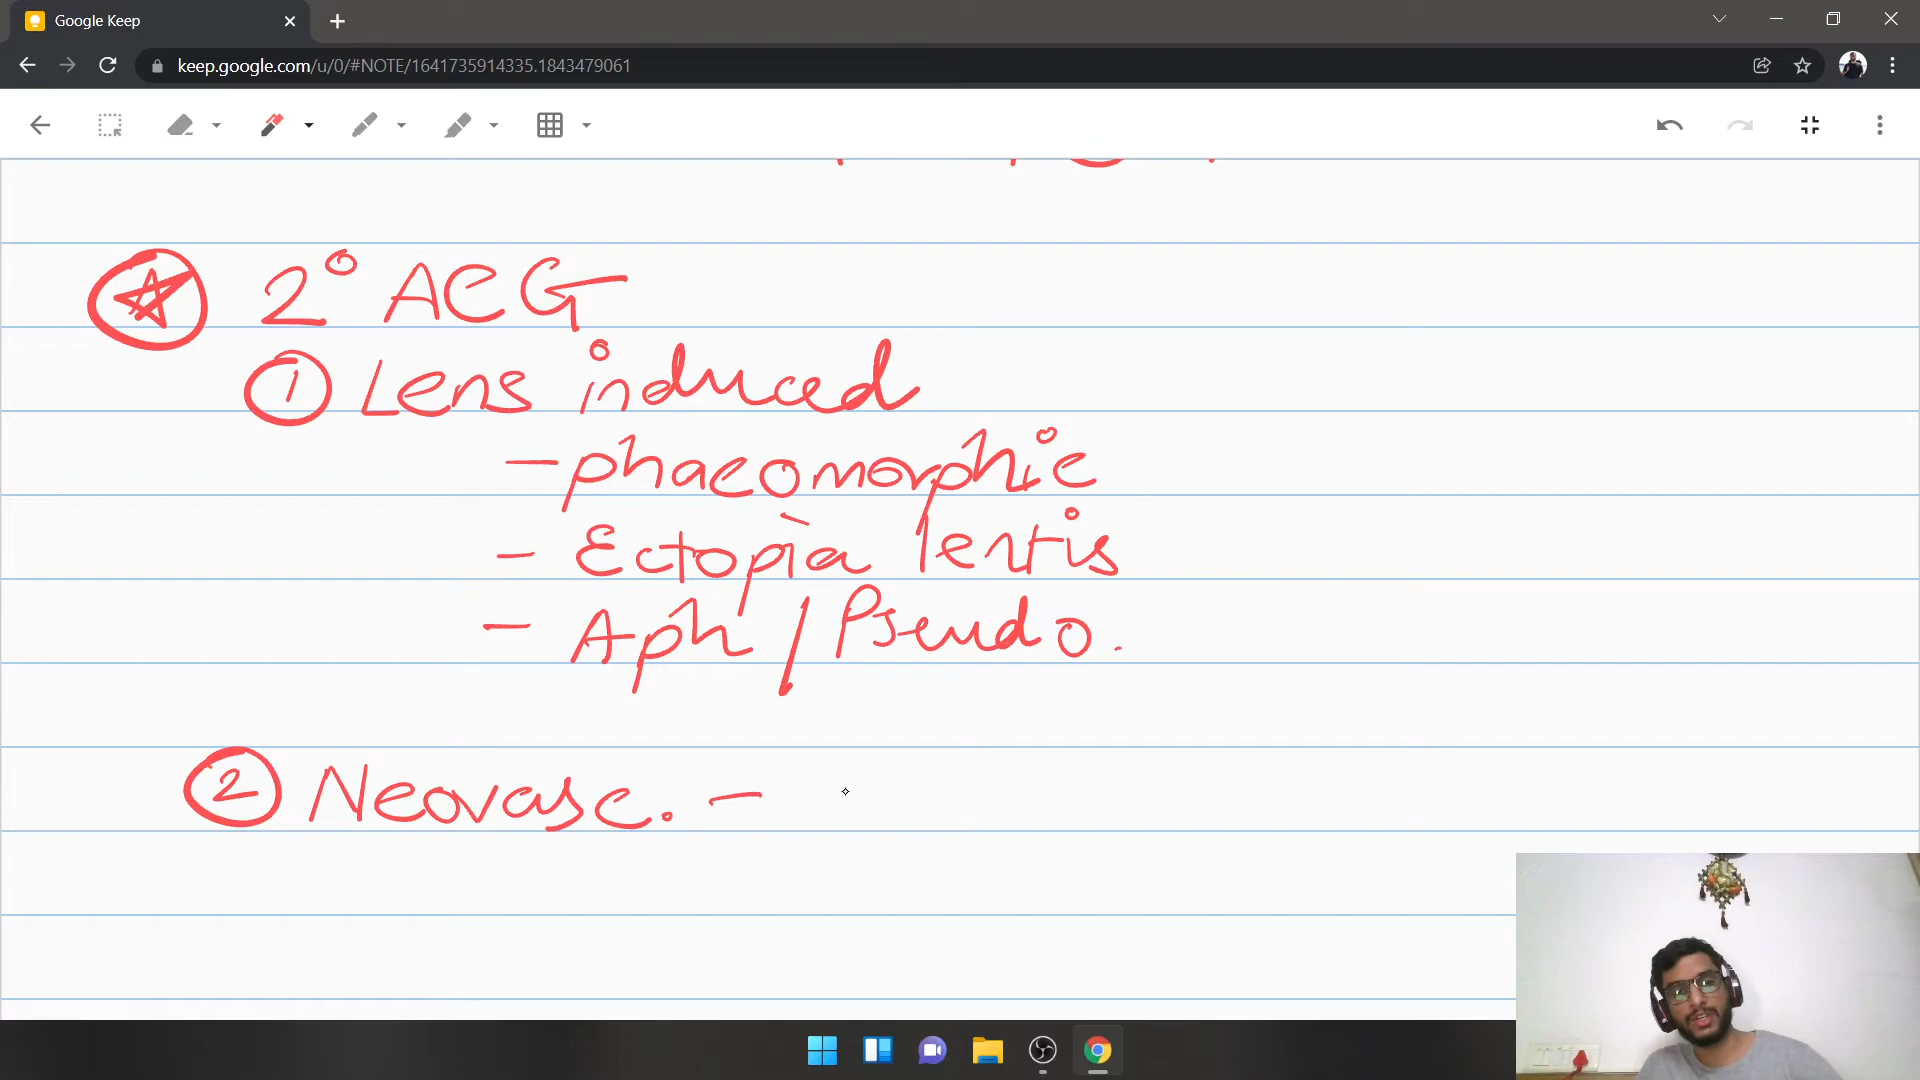 Google Keep
keep.google.com/u/0/#NOTE/1641735914335.1843479061
2° ACG
1 Lens induced
- phacomorphic
- Ectopia lentis
- Aph / Pseudo.
2 Neovasc. -